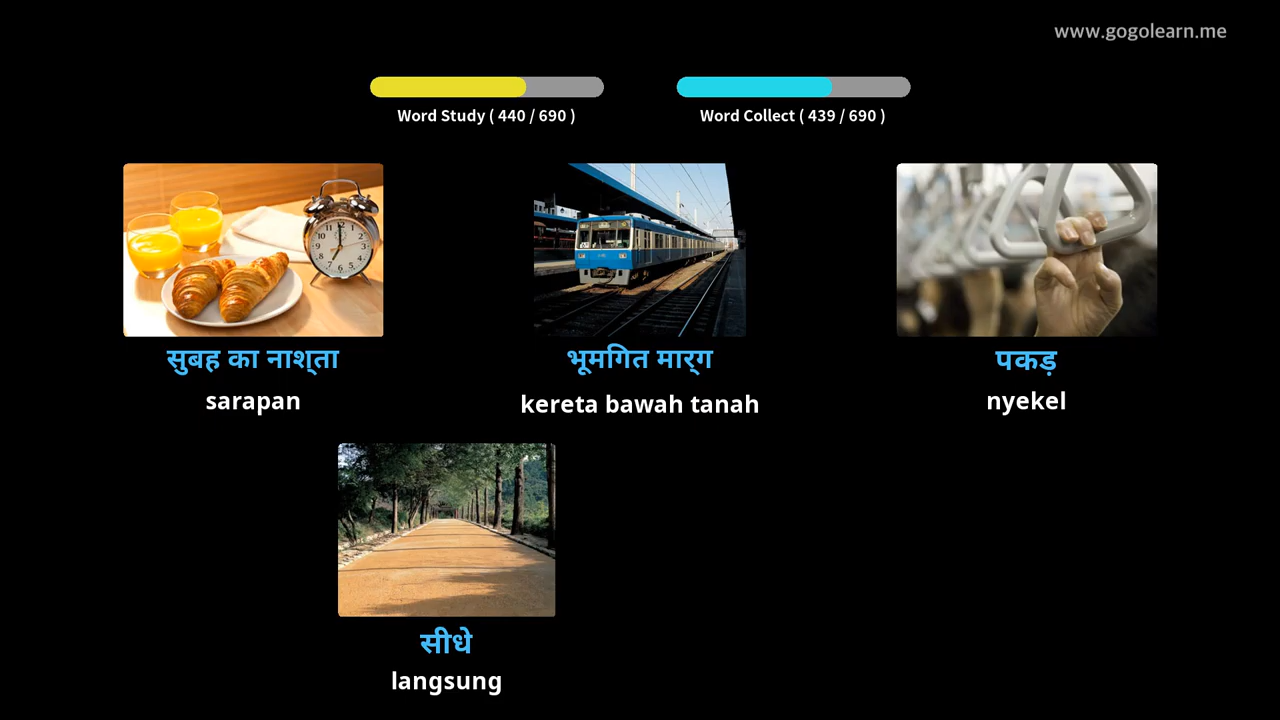 www.gogolearn.me
Word Study ( 440 / 690 )
Word Collect ( 439 / 690 )
सुबह का नाश्ता
sarapan
भूमगित मार्ग
kereta bawah tanah
पकड़
nyekel
सीधे
langsung